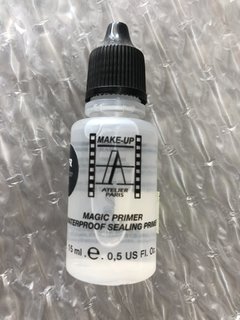 MAKE-UP
ATELIER
PARIS
MAGIC PRIMER
WATERPROOF SEALING PRIME
15 ml .e. 0,5 US Fl. Oz.